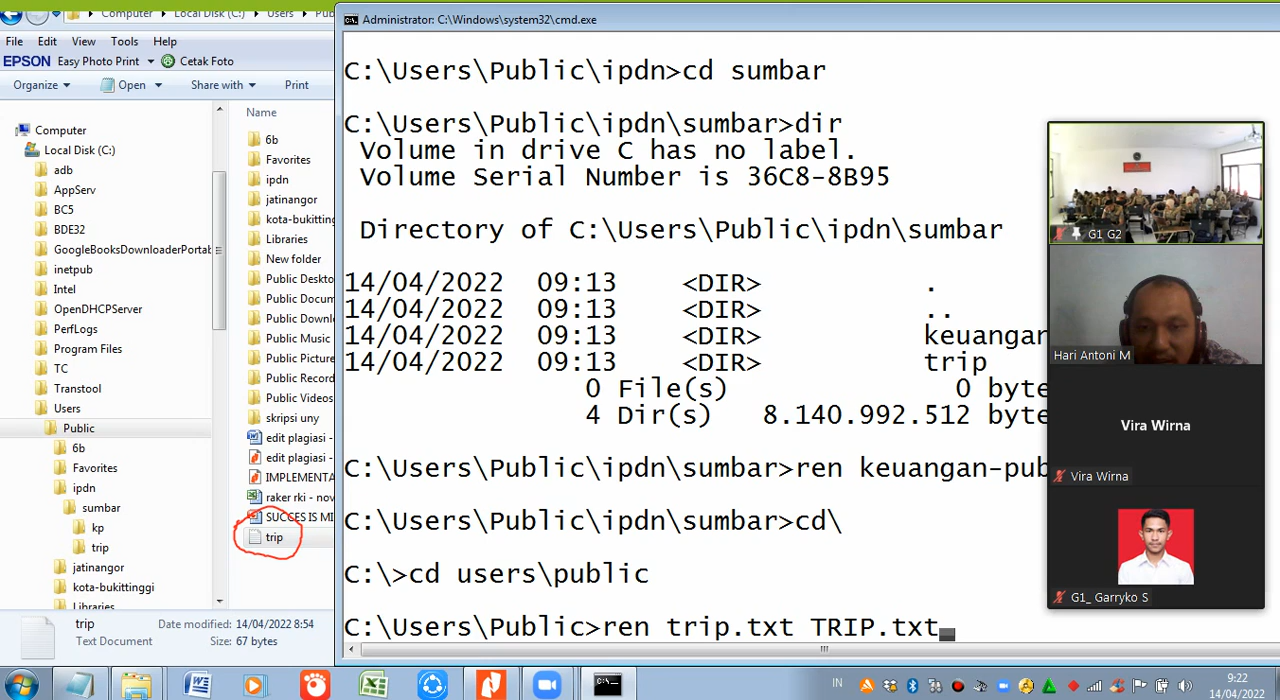 Computer ▸ Local Disk (C:) ▸ Users ▸
File Edit View Tools Help
EPSON Easy Photo Print Cetak Foto
Organize Open Share with Print
Computer
Local Disk (C:)
adb
AppServ
BC5
BDE32
GoogleBooksDownloaderPortab
inetpub
Intel
OpenDHCPServer
PerfLogs
Program Files
TC
Transtool
Users
Public
6b
Favorites
ipdn
sumbar
kp
trip
jatinangor
kota-bukittinggi
Libraries
Name
6b
Favorites
ipdn
jatinangor
kota-bukitting
Libraries
New folder
Public Deskto
Public Docum
Public Downl
Public Music
Public Picture
Public Record
Public Videos
skripsi uny
edit plagiasi -
edit plagiasi -
IMPLEMENTA
raker rki - nov
SUCCES IS MI
trip
trip Date modified: 14/04/2022 8:54
Text Document Size: 67 bytes
Administrator: C:\Windows\system32\cmd.exe
C:\Users\Public\ipdn>cd sumbar
C:\Users\Public\ipdn\sumbar>dir
Volume in drive C has no label.
Volume Serial Number is 36C8-8B95
Directory of C:\Users\Public\ipdn\sumbar
14/04/2022 09:13 <DIR> .
14/04/2022 09:13 <DIR> ..
14/04/2022 09:13 <DIR> keuangan
14/04/2022 09:13 <DIR> trip
0 File(s) 0 byte
4 Dir(s) 8.140.992.512 byte
C:\Users\Public\ipdn\sumbar>ren keuangan-pub
C:\Users\Public\ipdn\sumbar>cd\
C:\>cd users\public
C:\Users\Public>ren trip.txt TRIP.txt
G1 G2
Hari Antoni M
Vira Wirna
Vira Wirna
G1_ Garryko S
IN
9:22
14/04/2022